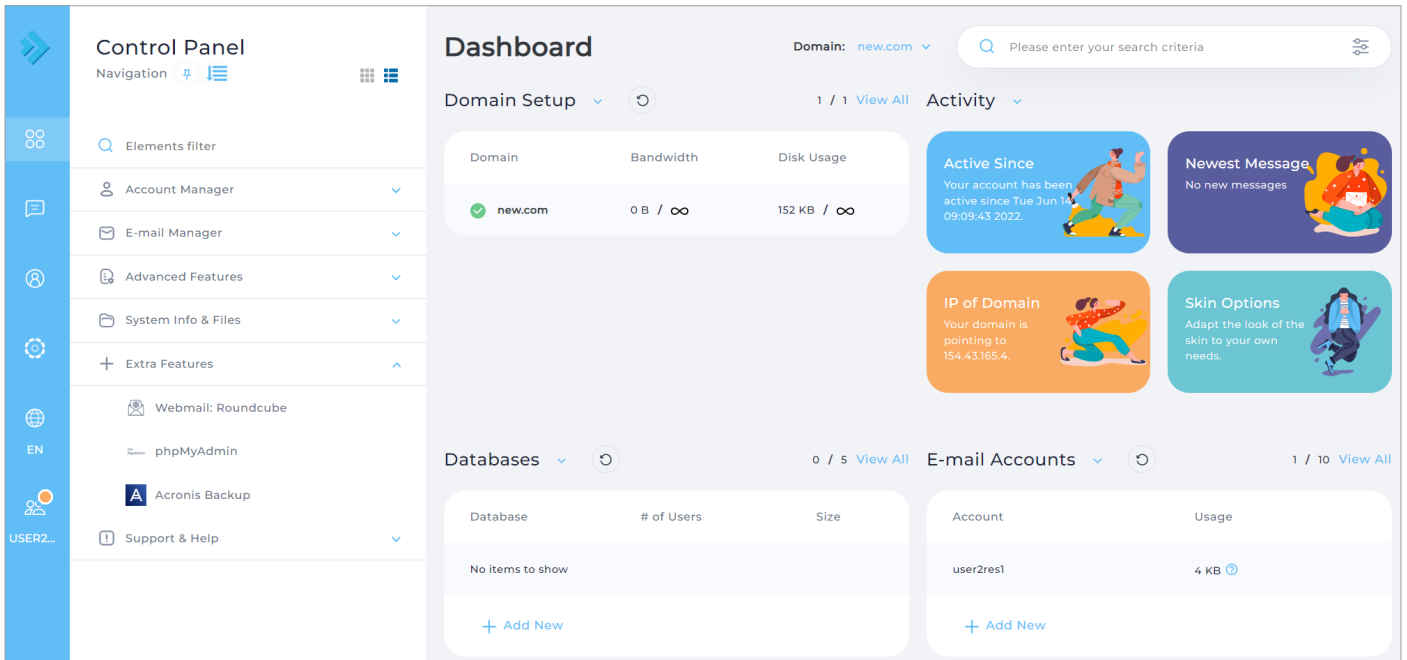 Control Panel
Navigation
Elements filter
Account Manager
E-mail Manager
Advanced Features
System Info & Files
Extra Features
Webmail: Roundcube
phpMyAdmin
A Acronis Backup
Support & Help
EN
USER2...
Dashboard
Domain: new.com
Please enter your search criteria
Domain Setup
1 / 1 View All
Domain Bandwidth Disk Usage
new.com 0 B / ∞ 152 KB / ∞
Activity
Active Since
Your account has been
active since Tue Jun 14
09:09:43 2022.
Newest Message
No new messages
IP of Domain
Your domain is
pointing to
154.43.165.4.
Skin Options
Adapt the look of the
skin to your own
needs.
Databases
0 / 5 View All
Database # of Users Size
No items to show
+ Add New
E-mail Accounts
1 / 10 View All
Account Usage
user2res1 4 KB ?
+ Add New